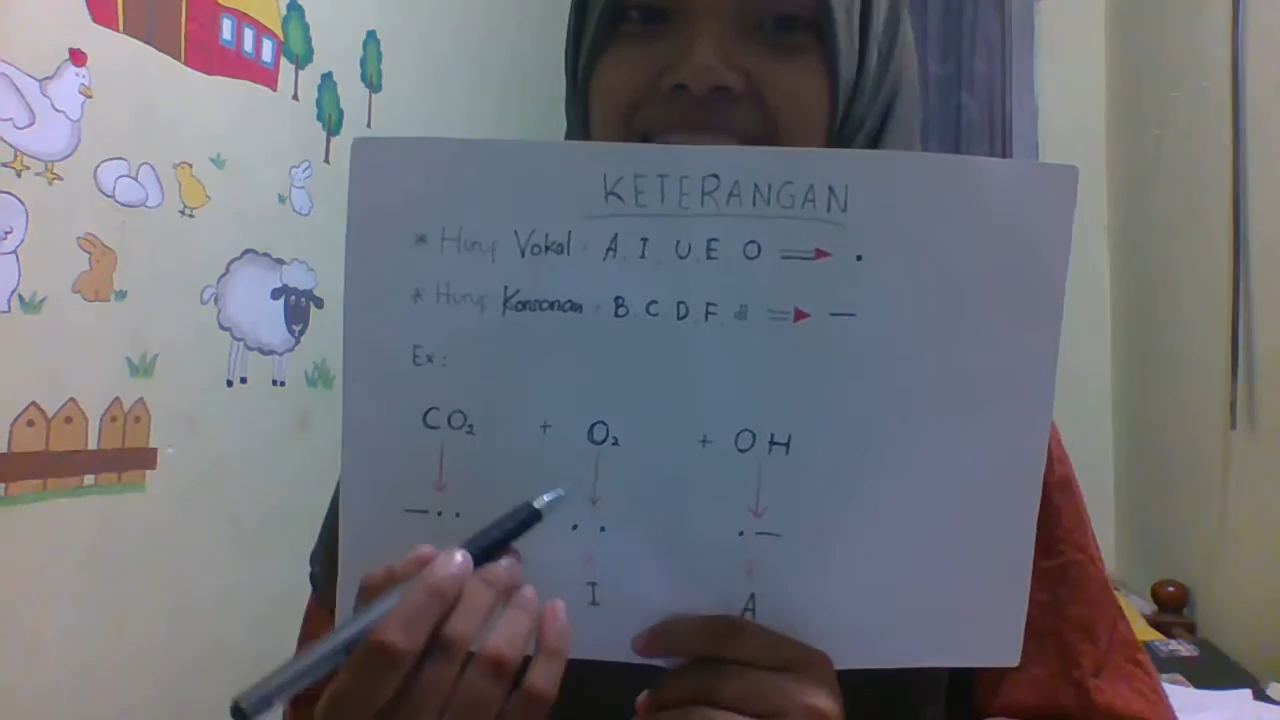 KETERANGAN
* Huruf Vokal : A. I. U. E. O ⇒ .
* Huruf Konsonan : B. C. D. F. dll ⇒ —
Ex :
CO₂ + O₂ + OH
— . . . . . —
I A